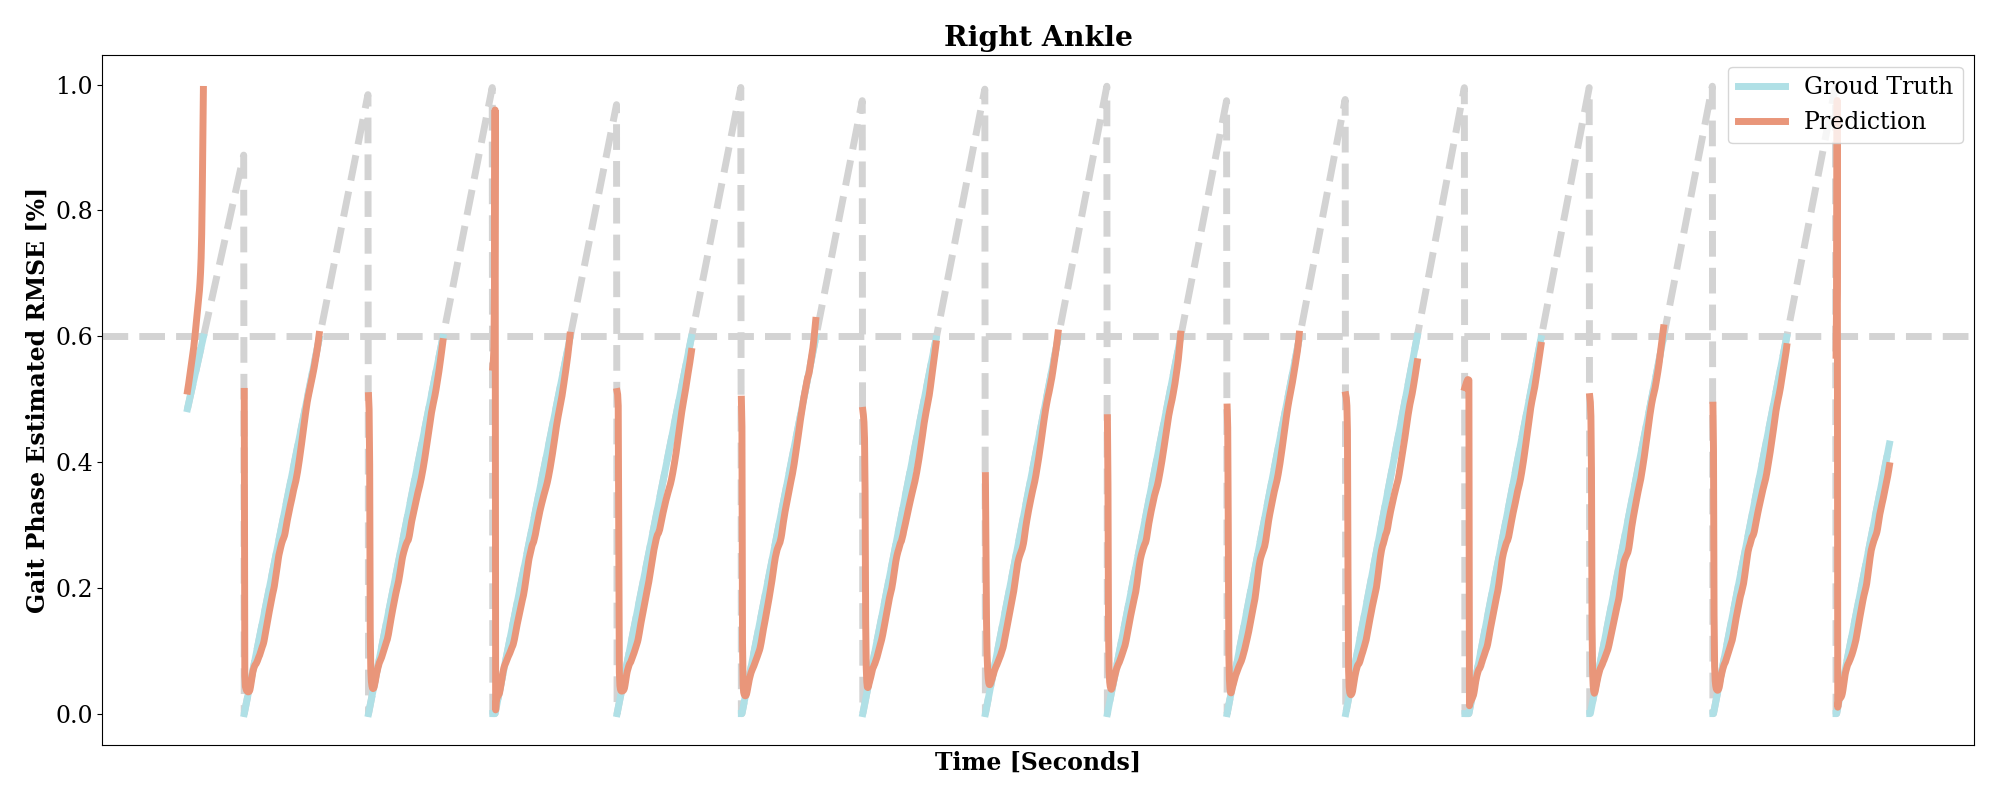 Right Ankle
Groud Truth
Prediction
1.0
0.8
0.6
0.4
0.2
0.0
Gait Phase Estimated RMSE [%]
Time [Seconds]